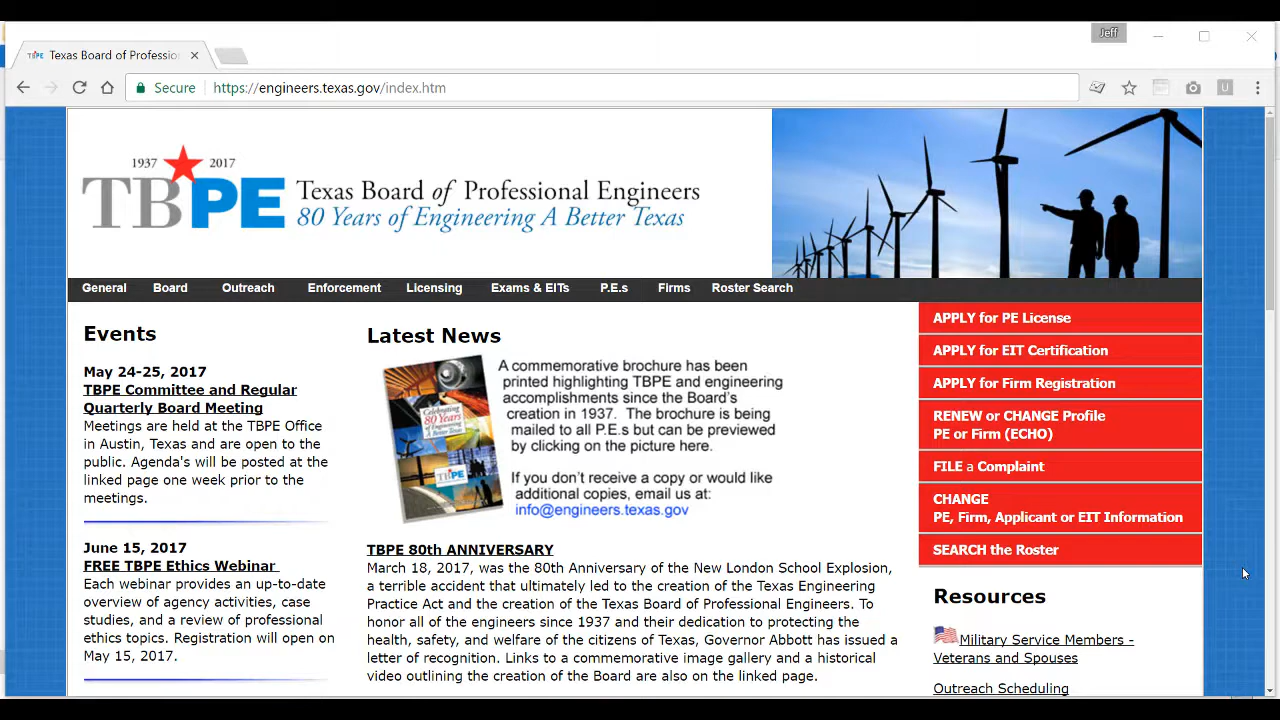 Jeff
TBPE Texas Board of Professio
Secure https://engineers.texas.gov/index.htm
1937 2017
TBPE
Texas Board of Professional Engineers
80 Years of Engineering A Better Texas
General Board Outreach Enforcement Licensing Exams & EITs P.E.s Firms Roster Search
Events
May 24-25, 2017
TBPE Committee and Regular
Quarterly Board Meeting
Meetings are held at the TBPE Office
in Austin, Texas and are open to the
public. Agenda's will be posted at the
linked page one week prior to the
meetings.
June 15, 2017
FREE TBPE Ethics Webinar
Each webinar provides an up-to-date
overview of agency activities, case
studies, and a review of professional
ethics topics. Registration will open on
May 15, 2017.
Latest News
Celebrating
80 Years
of Engineering
A Better Texas
TBPE
A commemorative brochure has been
printed highlighting TBPE and engineering
accomplishments since the Board's
creation in 1937. The brochure is being
mailed to all P.E.s but can be previewed
by clicking on the picture here.
If you don't receive a copy or would like
additional copies, email us at:
info@engineers.texas.gov
TBPE 80th ANNIVERSARY
March 18, 2017, was the 80th Anniversary of the New London School Explosion,
a terrible accident that ultimately led to the creation of the Texas Engineering
Practice Act and the creation of the Texas Board of Professional Engineers. To
honor all of the engineers since 1937 and their dedication to protecting the
health, safety, and welfare of the citizens of Texas, Governor Abbott has issued a
letter of recognition. Links to a commemorative image gallery and a historical
video outlining the creation of the Board are also on the linked page.
APPLY for PE License
APPLY for EIT Certification
APPLY for Firm Registration
RENEW or CHANGE Profile
PE or Firm (ECHO)
FILE a Complaint
CHANGE
PE, Firm, Applicant or EIT Information
SEARCH the Roster
Resources
Military Service Members -
Veterans and Spouses
Outreach Scheduling